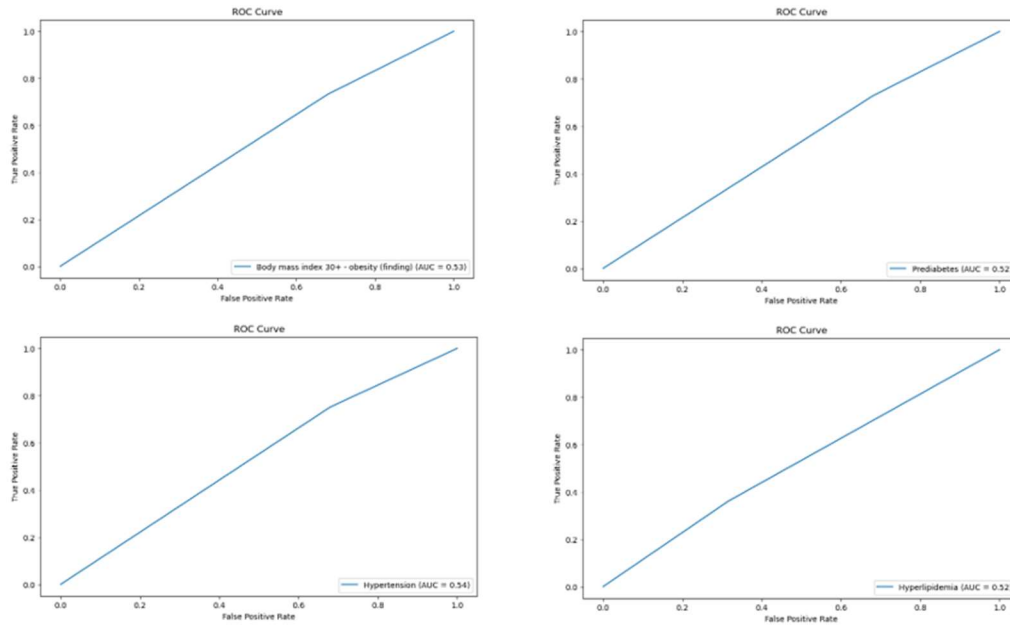 ROC Curve
1.0
0.8
0.6
0.4
0.2
0.0
True Positive Rate
Body mass index 30+ - obesity (finding) (AUC = 0.53)
0.0 0.2 0.4 0.6 0.8 1.0
False Positive Rate
ROC Curve
1.0
0.8
0.6
0.4
0.2
0.0
True Positive Rate
Prediabetes (AUC = 0.52
0.0 0.2 0.4 0.6 0.8 1.0
False Positive Rate
ROC Curve
1.0
0.8
0.6
0.4
0.2
0.0
True Positive Rate
Hypertension (AUC = 0.54)
0.0 0.2 0.4 0.6 0.8 1.0
False Positive Rate
ROC Curve
1.0
0.8
0.6
0.4
0.2
0.0
True Positive Rate
Hyperlipidemia (AUC = 0.52
0.0 0.2 0.4 0.6 0.8 1.0
False Positive Rate